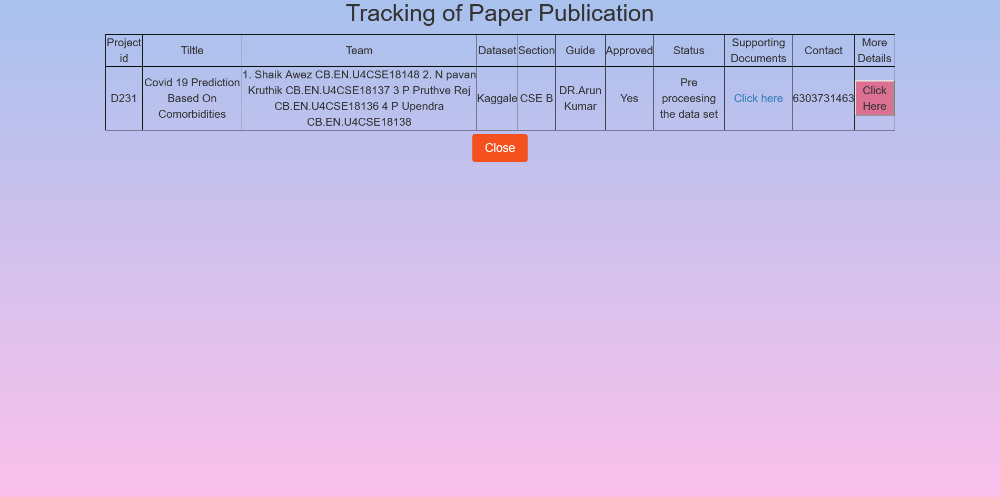 Tracking of Paper Publication
Project
id
Tiltle
Team
Dataset
Section
Guide
Approved
Status
Supporting
Documents
Contact
More
Details
D231
Covid 19 Prediction
Based On
Comorbidities
1. Shaik Awez CB.EN.U4CSE18148 2. N pavan
Kruthik CB.EN.U4CSE18137 3 P Pruthve Rej
CB.EN.U4CSE18136 4 P Upendra
CB.EN.U4CSE18138
Kaggale
CSE B
DR.Arun
Kumar
Yes
Pre
proceesing
the data set
Click here
6303731463
Click
Here
Close